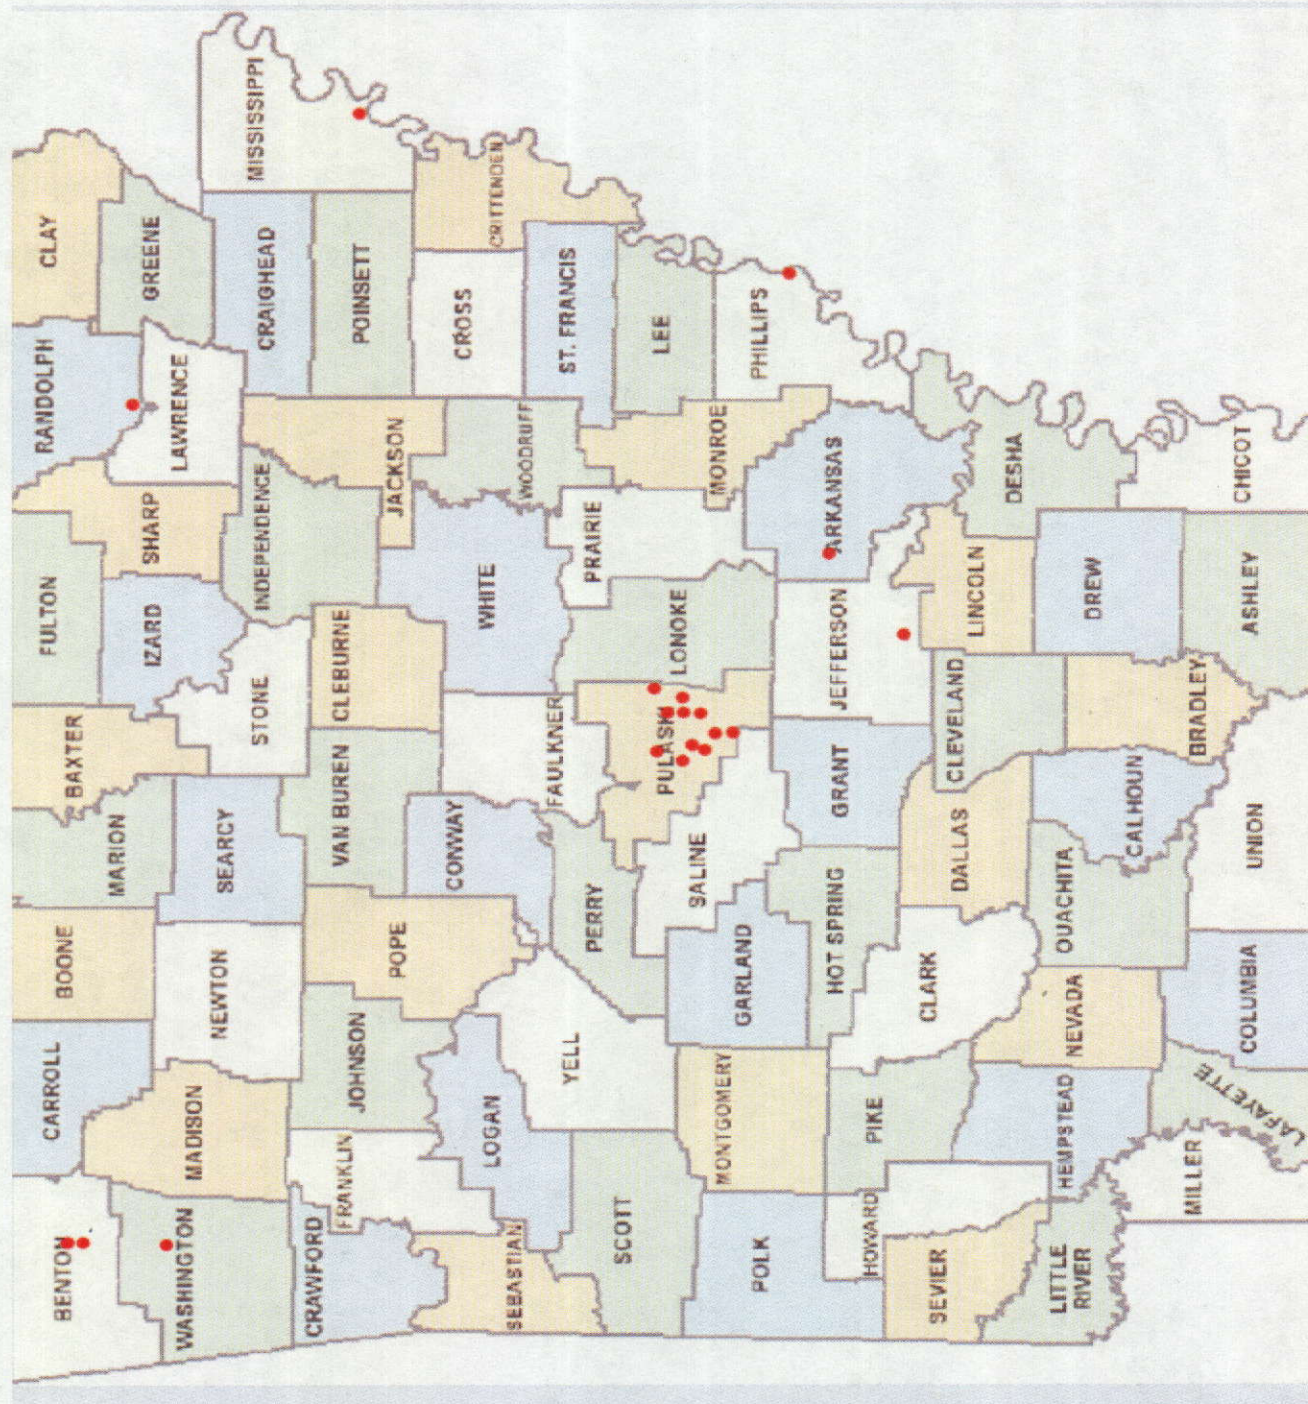 BENTON
CARROLL
BOONE
MARION
BAXTER
FULTON
RANDOLPH
CLAY
WASHINGTON
MADISON
NEWTON
SEARCY
IZARD
SHARP
LAWRENCE
GREENE
CRAWFORD
FRANKLIN
JOHNSON
POPE
VAN BUREN
STONE
CLEBURNE
INDEPENDENCE
JACKSON
CRAIGHEAD
MISSISSIPPI
POINSETT
SEBASTIAN
LOGAN
CONWAY
FAULKNER
WHITE
WOODRUFF
CROSS
CRITTENDEN
SCOTT
YELL
PERRY
PULASKI
LONOKE
PRAIRIE
MONROE
ST. FRANCIS
LEE
PHILLIPS
POLK
MONTGOMERY
GARLAND
SALINE
HOT SPRING
GRANT
JEFFERSON
ARKANSAS
HOWARD
PIKE
CLARK
DALLAS
CLEVELAND
LINCOLN
DESHA
SEVIER
LITTLE
RIVER
HEMPSTEAD
NEVADA
OUACHITA
CALHOUN
BRADLEY
DREW
CHICOT
MILLER
LAFAYETTE
COLUMBIA
UNION
ASHLEY